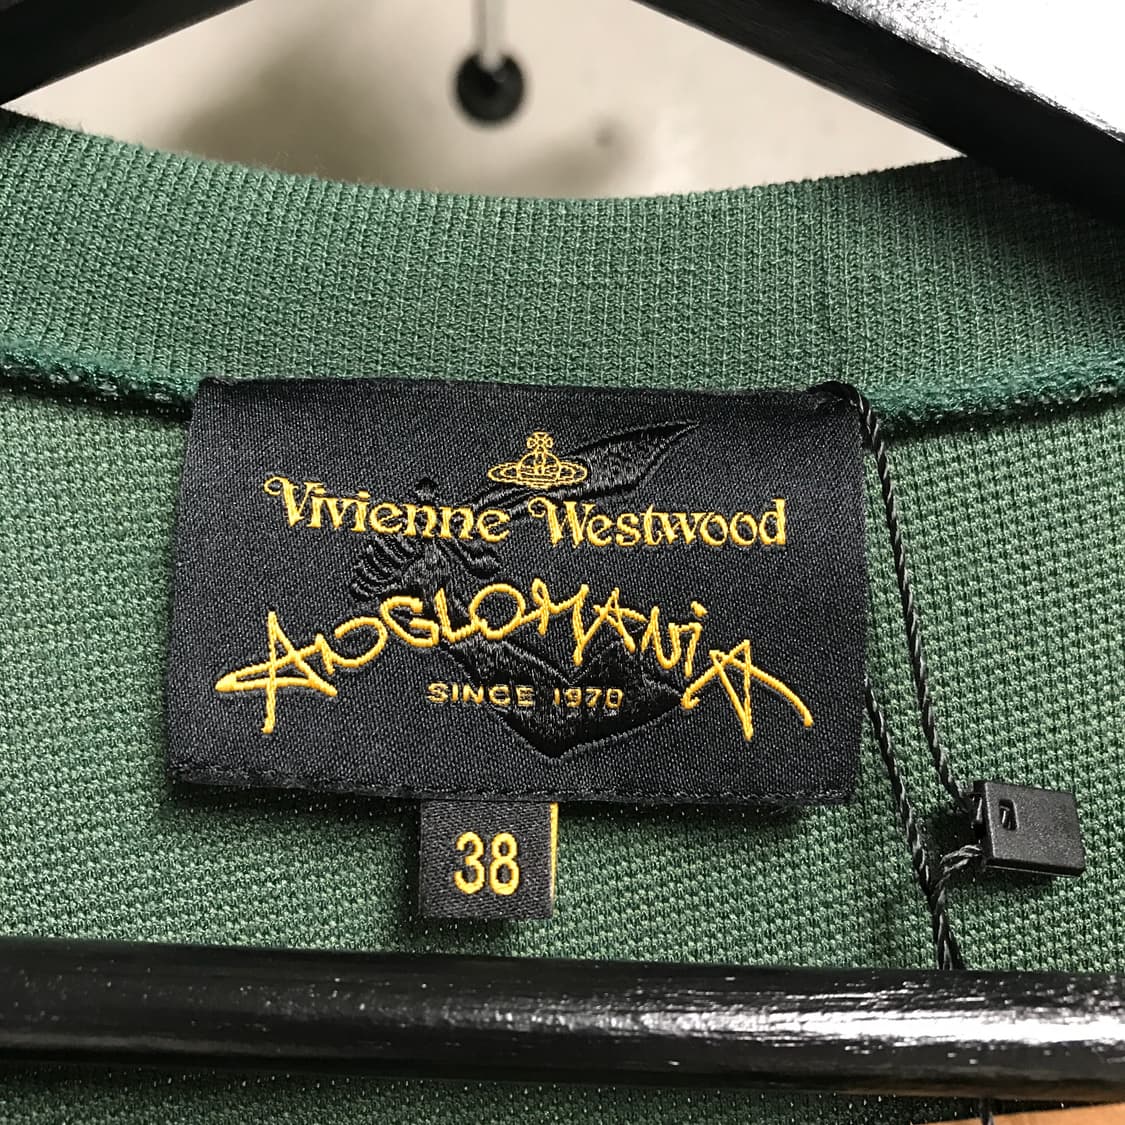 Vivienne Westwood
ANGLOMANiA
SINCE 1970
38